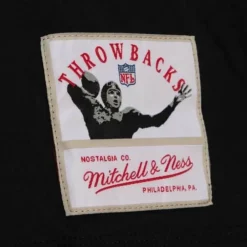 THROWBACKS
NFL
NOSTALGIA CO.
Mitchell & Ness
PHILADELPHIA, PA.